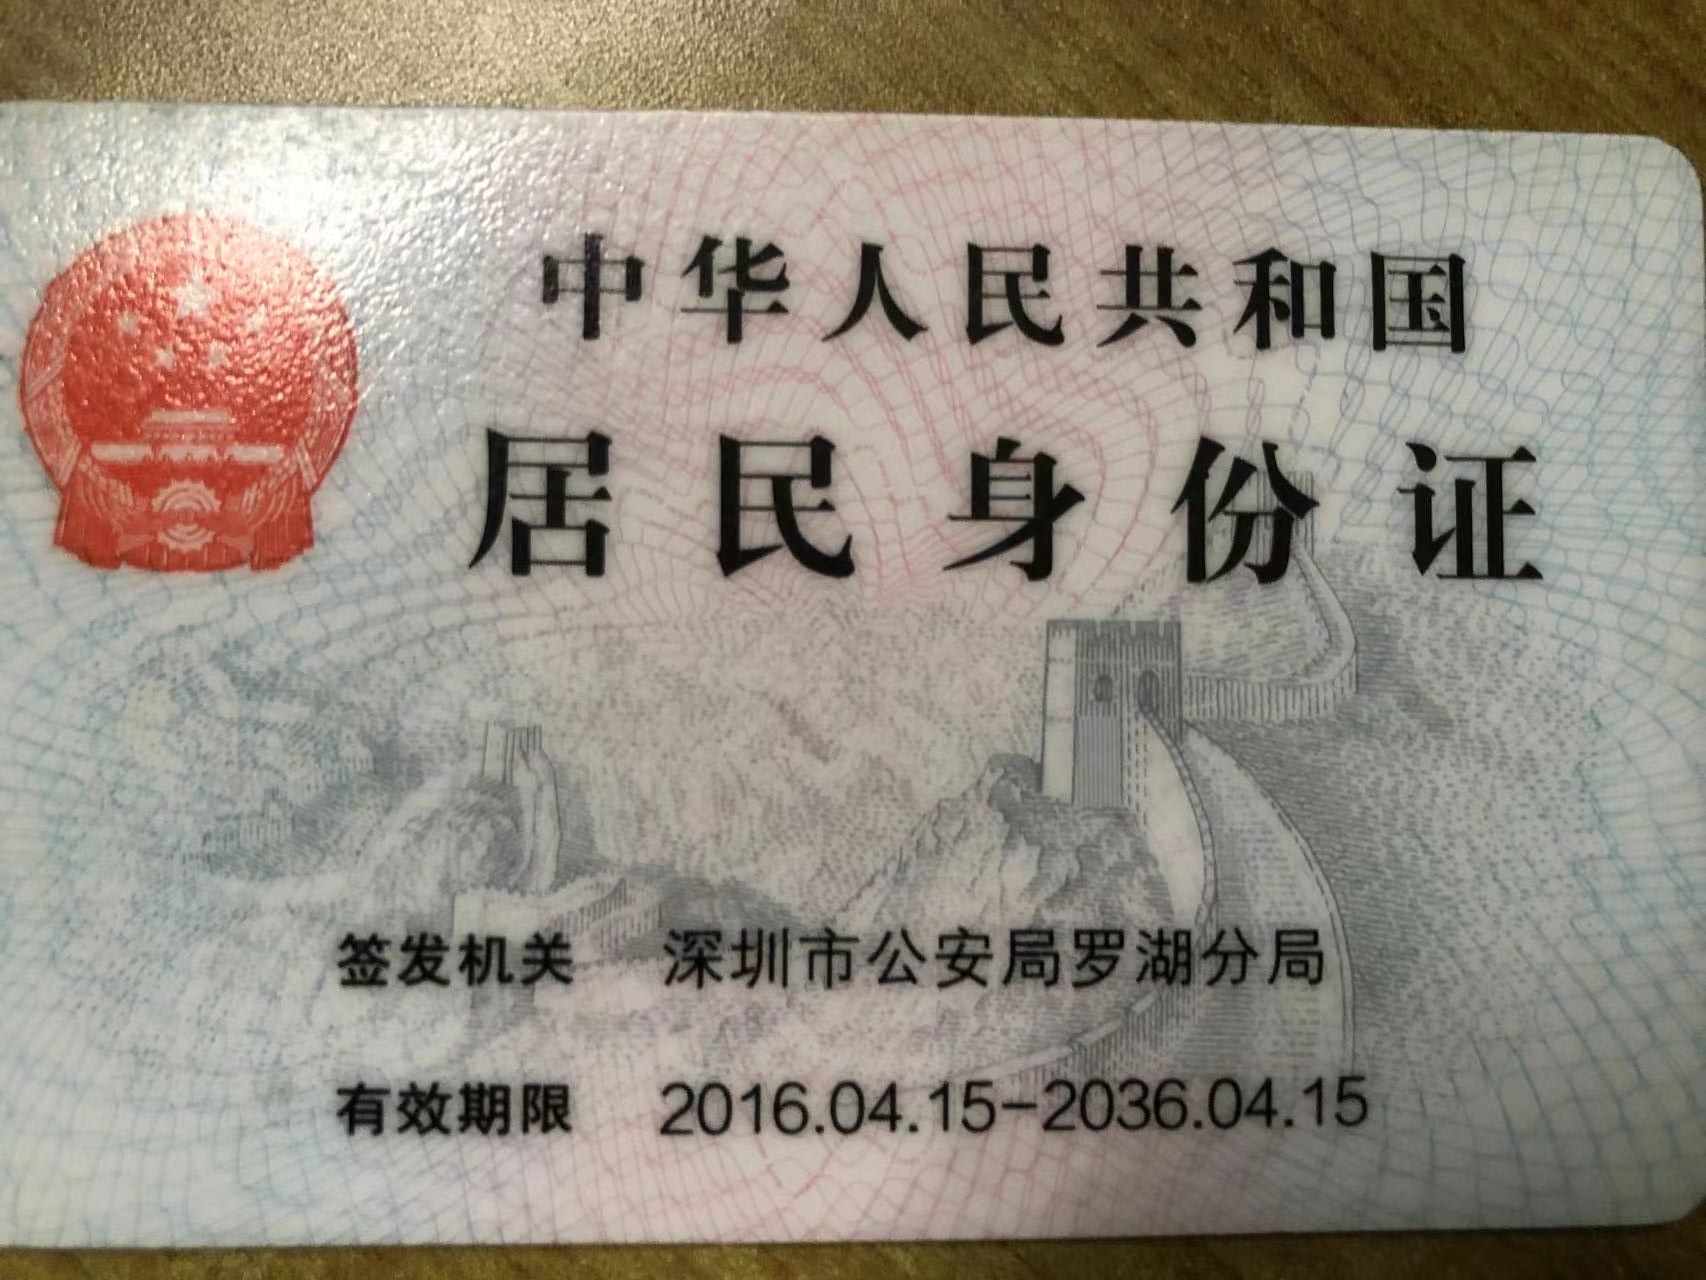 中华人民共和国
居民身份证
签发机关 深圳市公安局罗湖分局
有效期限 2016.04.15-2036.04.15